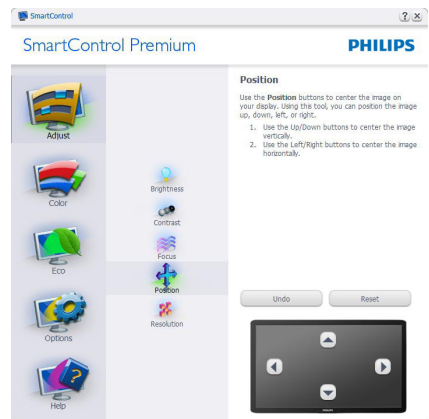 SmartControl
SmartControl Premium
PHILIPS
Adjust
Color
Eco
Options
Help
Brightness
Contrast
Focus
Position
Resolution
Position
Use the Position buttons to center the image on
your display. Using this tool, you can position the image
up, down, left, or right.
1. Use the Up/Down buttons to center the image
vertically.
2. Use the Left/Right buttons to center the image
horizontally.
Undo
Reset